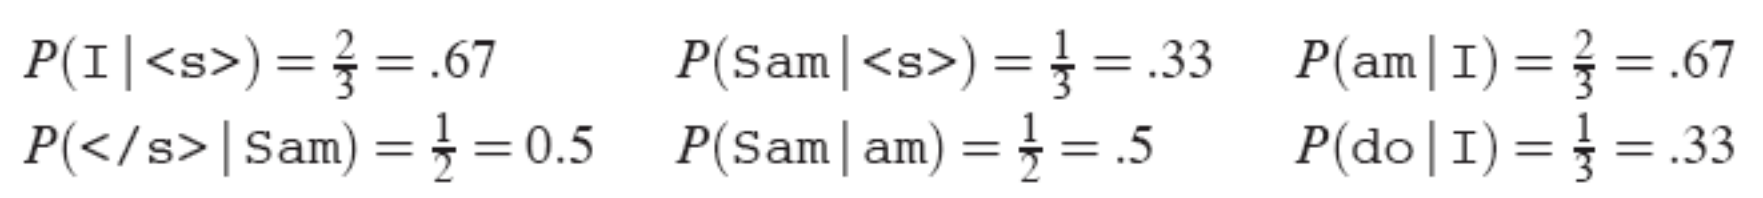 P(I|<s>) = 2/3 = .67 P(Sam|<s>) = 1/3 = .33 P(am|I) = 2/3 = .67
P(</s>|Sam) = 1/2 = 0.5 P(Sam|am) = 1/2 = .5 P(do|I) = 1/3 = .33